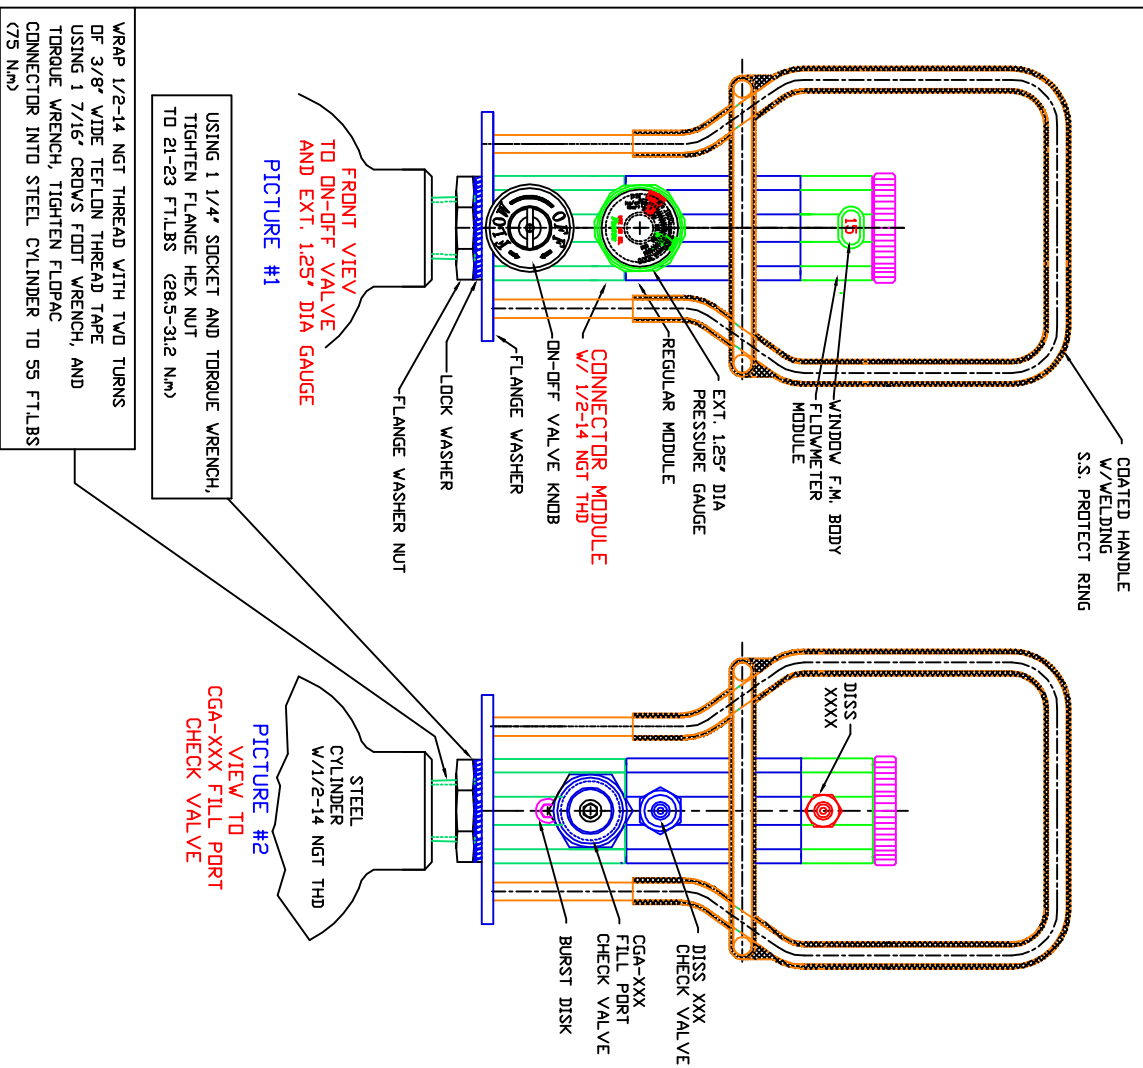 COATED HANDLE
W/WELDING
S.S. PROTECT RING
WINDOW F.M. BODY
FLOWMETER
MODULE
15
EXT. 1.25" DIA
PRESSURE GAUGE
REGULAR MODULE
CONNECTOR MODULE
W/ 1/2-14 NGT THD
ON-OFF VALVE KNOB
OFF
FLOW
FLANGE WASHER
LOCK WASHER
FLANGE WASHER NUT
FRONT VIEW
TO ON-OFF VALVE
AND EXT. 1.25" DIA GAUGE
PICTURE #1
USING 1 1/4" SOCKET AND TORQUE WRENCH,
TIGHTEN FLANGE HEX NUT
TO 21-23 FT.LBS (28.5-31.2 N.m)
WRAP 1/2-14 NGT THREAD WITH TWO TURNS
OF 3/8" WIDE TEFLON THREAD TAPE
USING 1 7/16" CROWS FOOT WRENCH, AND
TORQUE WRENCH, TIGHTEN FLOPAC
CONNECTOR INTO STEEL CYLINDER TO 55 FT.LBS
(75 N.m)
DISS
XXXX
DISS XXX
CHECK VALVE
CGA-XXX
FILL PORT
CHECK VALVE
BURST DISK
STEEL
CYLINDER
W/1/2-14 NGT THD
PICTURE #2
VIEW TO
CGA-XXX FILL PORT
CHECK VALVE